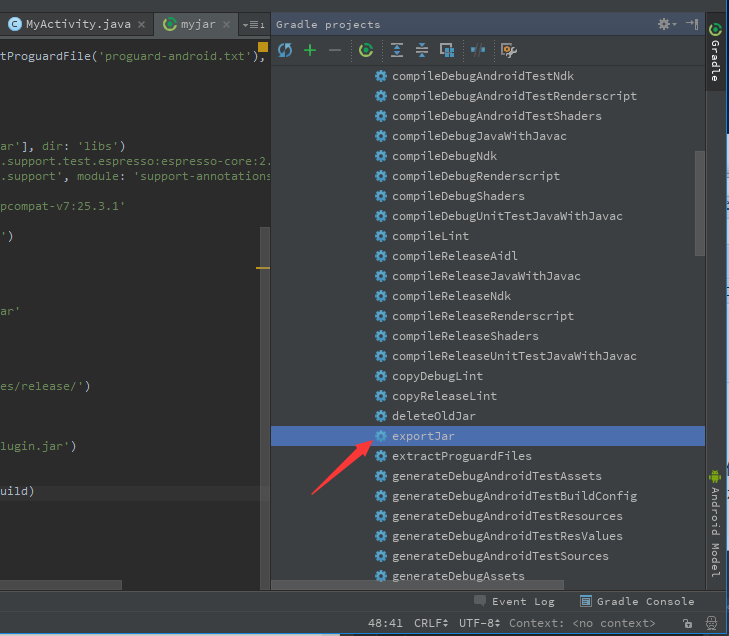 MyActivity.java
myjar
1
Gradle projects
tProguardFile('proguard-android.txt'),
ar'], dir: 'libs')
.support.test.espresso:espresso-core:2.
.support', module: 'support-annotations
pcompat-v7:25.3.1'
')
ar'
es/release/')
lugin.jar')
uild)
compileDebugAndroidTestNdk
compileDebugAndroidTestRenderscript
compileDebugAndroidTestShaders
compileDebugJavaWithJavac
compileDebugNdk
compileDebugRenderscript
compileDebugShaders
compileDebugUnitTestJavaWithJavac
compileLint
compileReleaseAidl
compileReleaseJavaWithJavac
compileReleaseNdk
compileReleaseRenderscript
compileReleaseShaders
compileReleaseUnitTestJavaWithJavac
copyDebugLint
copyReleaseLint
deleteOldJar
exportJar
extractProguardFiles
generateDebugAndroidTestAssets
generateDebugAndroidTestBuildConfig
generateDebugAndroidTestResources
generateDebugAndroidTestResValues
generateDebugAndroidTestSources
generateDebugAssets
Gradle
Android Model
Event Log
Gradle Console
48:41 CRLF UTF-8 Context: <no context>